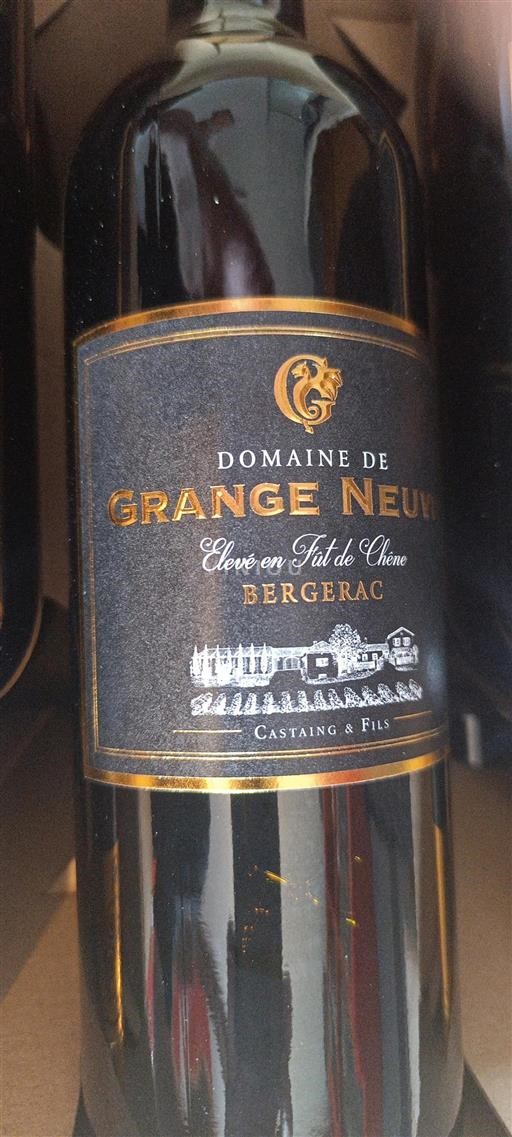 DOMAINE DE
GRANGE NEUV
Elevé en Fût de Chêne
BERGERAC
CASTAING & FILS